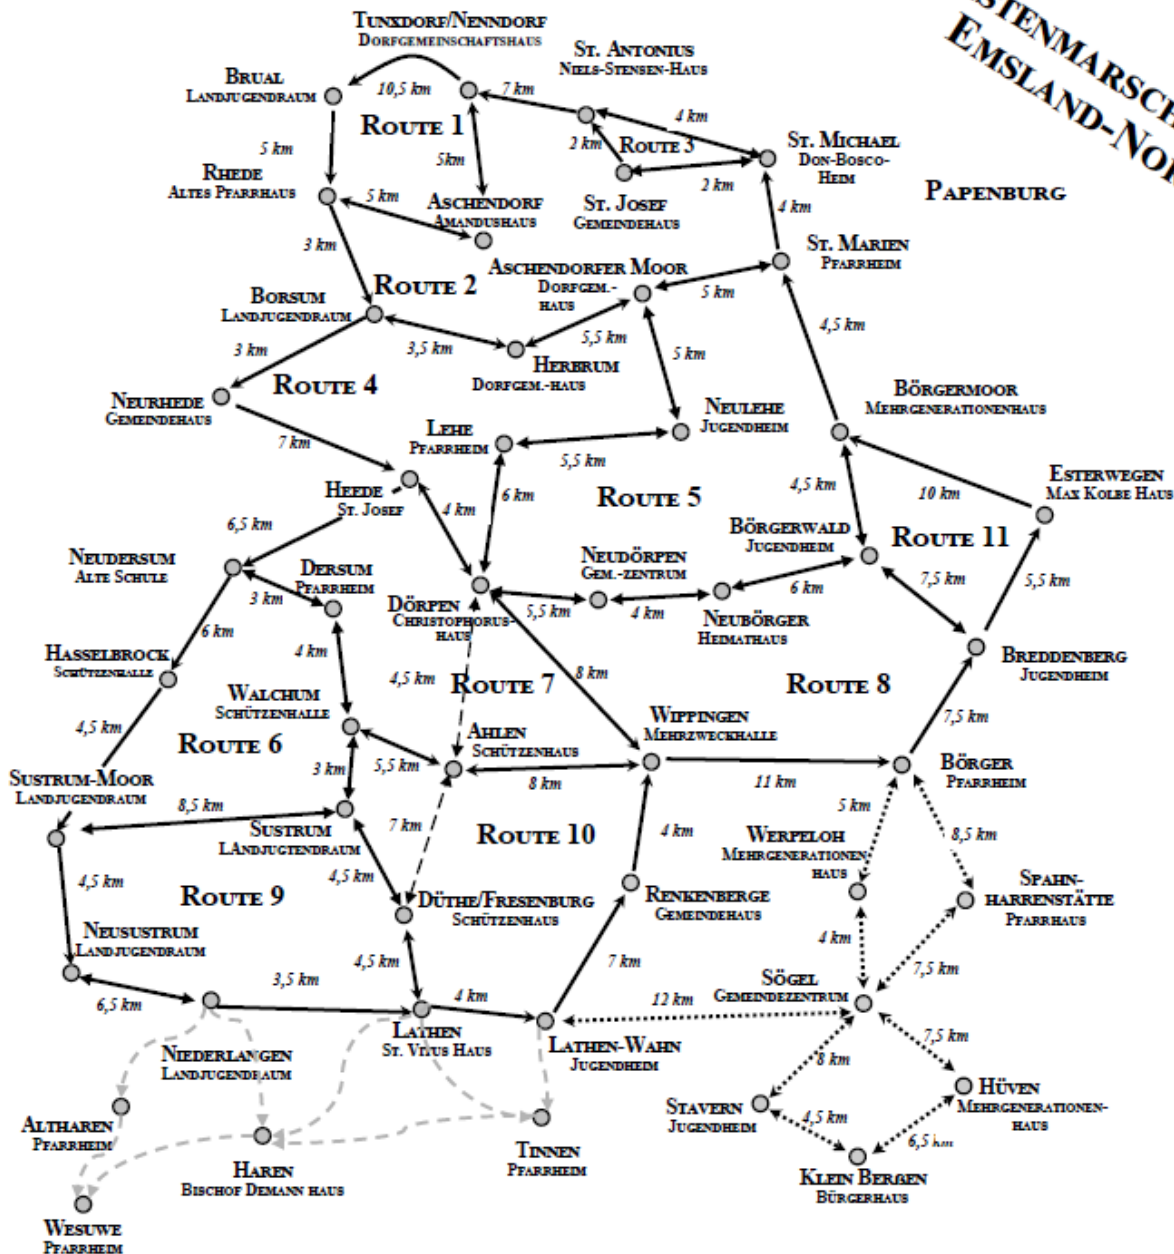 Tunxdorf/Nenndorf
Dorfgemeinschaftshaus
St. Antonius
Niels-Stensen-Haus
Emsland-Nor
Brual
Landjugendraum
10,5 km
7 km
4 km
Route 1
2 km
Route 3
St. Michael
Don-Bosco-
Heim
5 km
5km
2 km
Papenburg
Rhede
Altes Pfarrhaus
5 km
Aschendorf
Amandushaus
St. Josef
Gemeindehaus
4 km
St. Marien
Pfarrheim
3 km
Route 2
Aschendorfer Moor
Dorfgem.-
haus
5 km
Borsum
Landjugendraum
3 km
3,5 km
5,5 km
5 km
4,5 km
Herbrum
Dorfgem.-haus
Route 4
Neurhede
Gemeindehaus
Börgermoor
Mehrgenerationenhaus
Neulehe
Jugendheim
7 km
Lehe
Pfarrheim
5,5 km
Heede
St. Josef
4 km
6 km
Route 5
4,5 km
10 km
Esterwegen
Max Kolbe Haus
6,5 km
Börgerwald
Jugendheim
Route 11
Neudersum
Alte Schule
Dersum
Pfarrheim
Neudörpen
Gem.-zentrum
3 km
6 km
7,5 km
5,5 km
Dörpen
Christophorus-
haus
5,5 km
4 km
Neubörger
Heimathaus
6 km
Hasselbrock
Schützenhalle
4 km
4,5 km
Route 7
8 km
Route 8
Breddenberg
Jugendheim
Walchum
Schützenhalle
4,5 km
Route 6
Wippingen
Mehrzweckhalle
7,5 km
Ahlen
Schützenhaus
3 km
5,5 km
8 km
11 km
Börger
Pfarrheim
Sustrum-Moor
Landjugendraum
8,5 km
Sustrum
LAndjugtendraum
7 km
Route 10
4 km
5 km
8,5 km
Werpeloh
Mehrgenerationen
haus
4,5 km
Route 9
4,5 km
Düthe/Fresenburg
Schützenhaus
Renkenberge
Gemeindehaus
Spahn-
harrenstätte
Pfarrhaus
Neusustrum
Landjugendraum
4,5 km
7 km
4 km
7,5 km
6,5 km
3,5 km
4 km
12 km
Sögel
Gemeindezentrum
Lathen
St. Vitus Haus
Lathen-Wahn
Jugendheim
7,5 km
8 km
Niederlangen
Landjugendraum
Altharen
Pfarrheim
Stavern
Jugendheim
Hüven
Mehrgenerationen-
haus
4,5 km
6,5 km
Haren
Bischof Demann haus
Tinnen
Pfarrheim
Klein Berßen
Bürgerhaus
Wesuwe
Pfarrheim